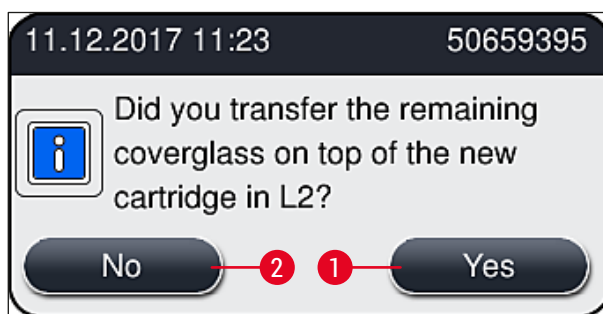 11.12.2017 11:23 50659395
i
Did you transfer the remaining
coverglass on top of the new
cartridge in L2?
No 2 1 Yes